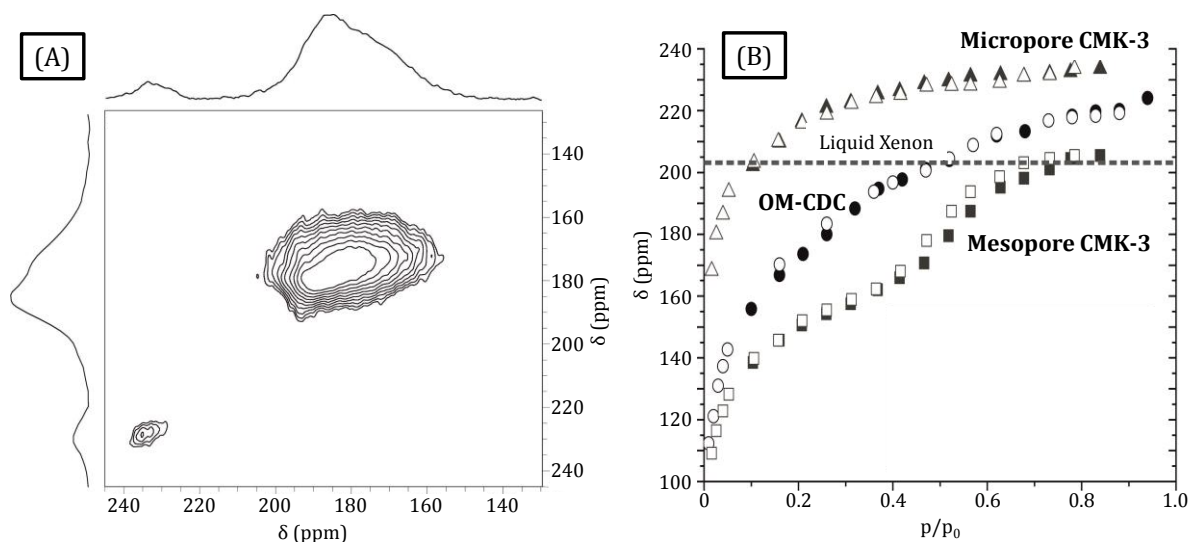 (A)
140
160
180
200
220
240
δ (ppm)
240 220 200 180 160 140
δ (ppm)
(B)
240
220
200
180
160
140
120
100
δ (ppm)
Micropore CMK-3
Liquid Xenon
OM-CDC
Mesopore CMK-3
0 0.2 0.4 0.6 0.8 1.0
p/p₀